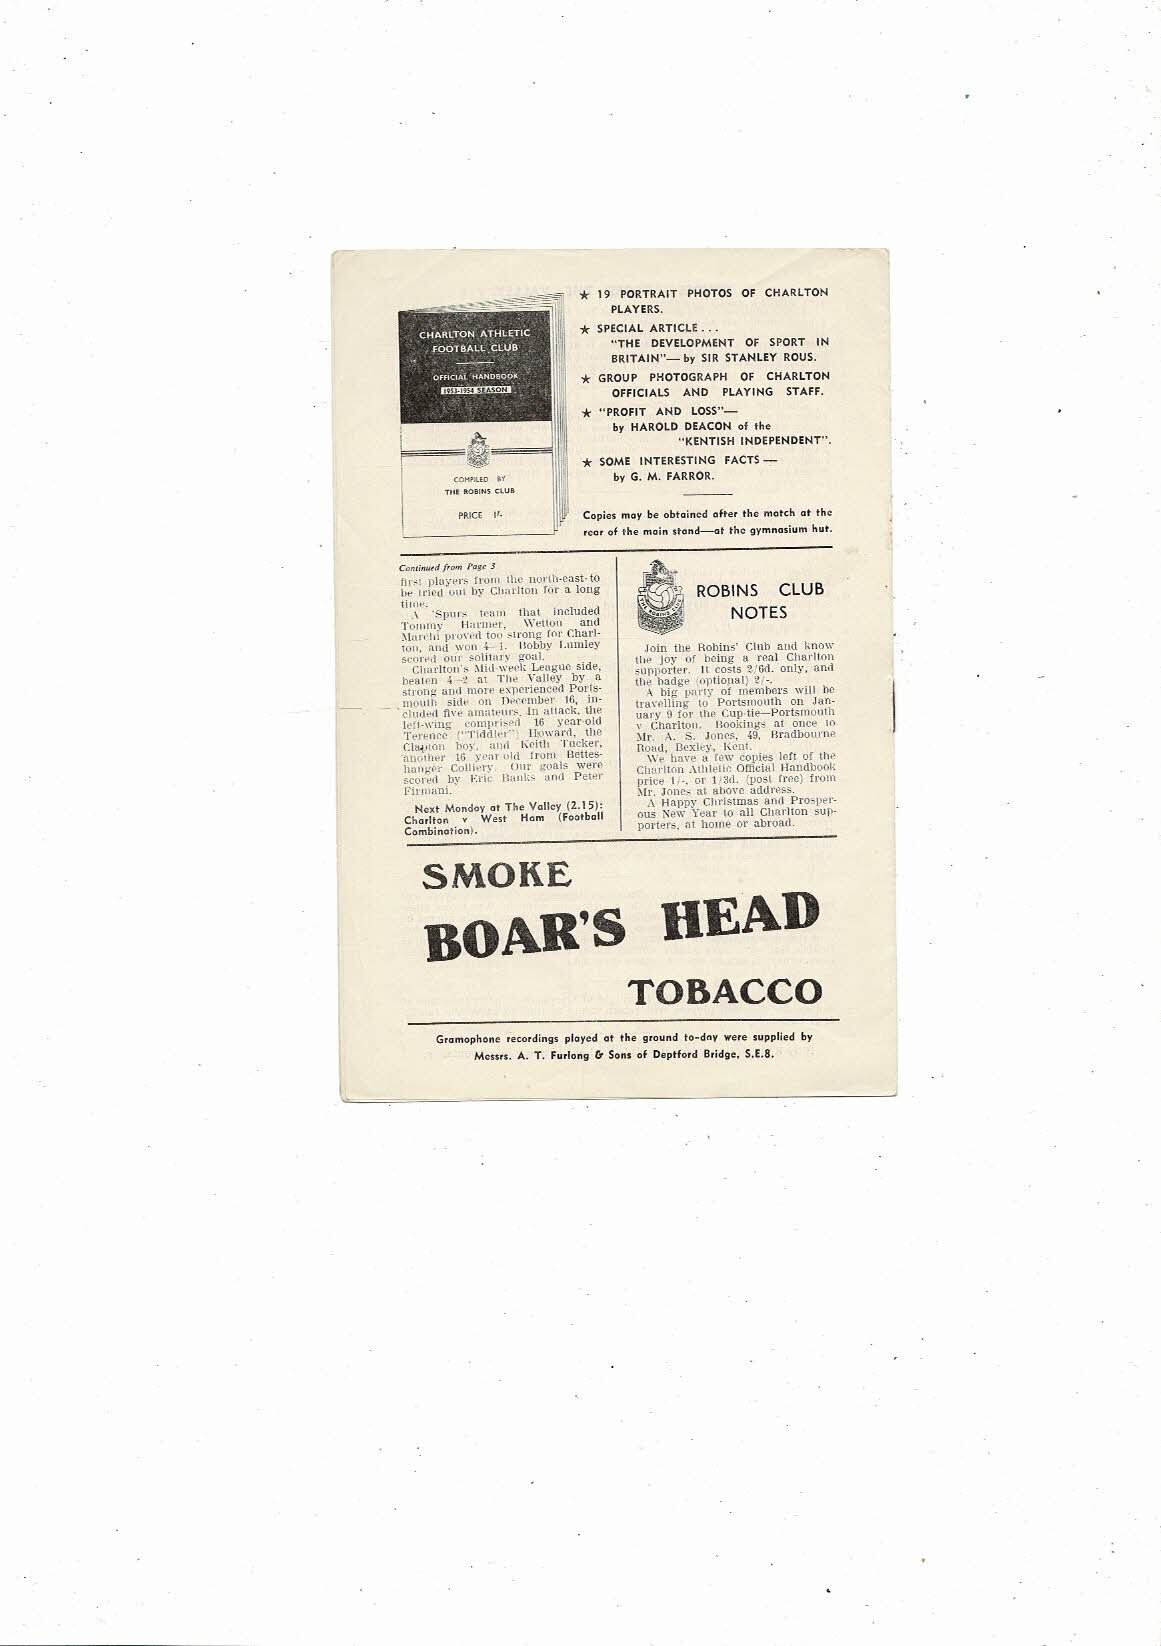 CHARLTON ATHLETIC
FOOTBALL CLUB
OFFICIAL HANDBOOK
1953-1954 SEASON
COMPILED BY
THE ROBINS CLUB
PRICE 1/-
★ 19 PORTRAIT PHOTOS OF CHARLTON
PLAYERS.
★ SPECIAL ARTICLE...
"THE DEVELOPMENT OF SPORT IN
BRITAIN"—by SIR STANLEY ROUS.
★ GROUP PHOTOGRAPH OF CHARLTON
OFFICIALS AND PLAYING STAFF.
★ "PROFIT AND LOSS"—
by HAROLD DEACON of the
"KENTISH INDEPENDENT".
★ SOME INTERESTING FACTS—
by G. M. FARROR.
Copies may be obtained after the match at the
rear of the main stand—at the gymnasium hut.
Continued from Page 3
first players from the north-east to
be tried out by Charlton for a long
time.
A 'Spurs team that included
Tommy Harmer, Wetton and
Marchi proved too strong for Charl-
ton, and won 4—1. Bobby Lumley
scored our solitary goal.
Charlton's Mid-week League side,
beaten 4—2 at The Valley by a
strong and more experienced Ports-
mouth side on December 16, in-
cluded five amateurs. In attack, the
left-wing comprised 16 year-old
Terence ("Tiddler") Howard, the
Clapton boy, and Keith Tucker,
another 16 year old from Bettes-
hanger Colliery. Our goals were
scored by Eric Banks and Peter
Firmani.
Next Monday at The Valley (2.15):
Charlton v West Ham (Football
Combination).
THE ROBINS CLUB
ROBINS CLUB
NOTES
Join the Robins' Club and know
the joy of being a real Charlton
supporter. It costs 2/6d. only, and
the badge (optional) 2/-.
A big party of members will be
travelling to Portsmouth on Jan-
uary 9 for the Cup-tie—Portsmouth
v Charlton. Bookings at once to
Mr. A. S. Jones, 49, Bradbourne
Road, Bexley, Kent.
We have a few copies left of the
Charlton Athletic Official Handbook
price 1/-, or 1/3d. (post free) from
Mr. Jones at above address.
A Happy Christmas and Prosper-
ous New Year to all Charlton sup-
porters, at home or abroad.
SMOKE
BOAR'S HEAD
TOBACCO
Gramophone recordings played at the ground to-day were supplied by
Messrs. A. T. Furlong & Sons of Deptford Bridge, S.E.8.